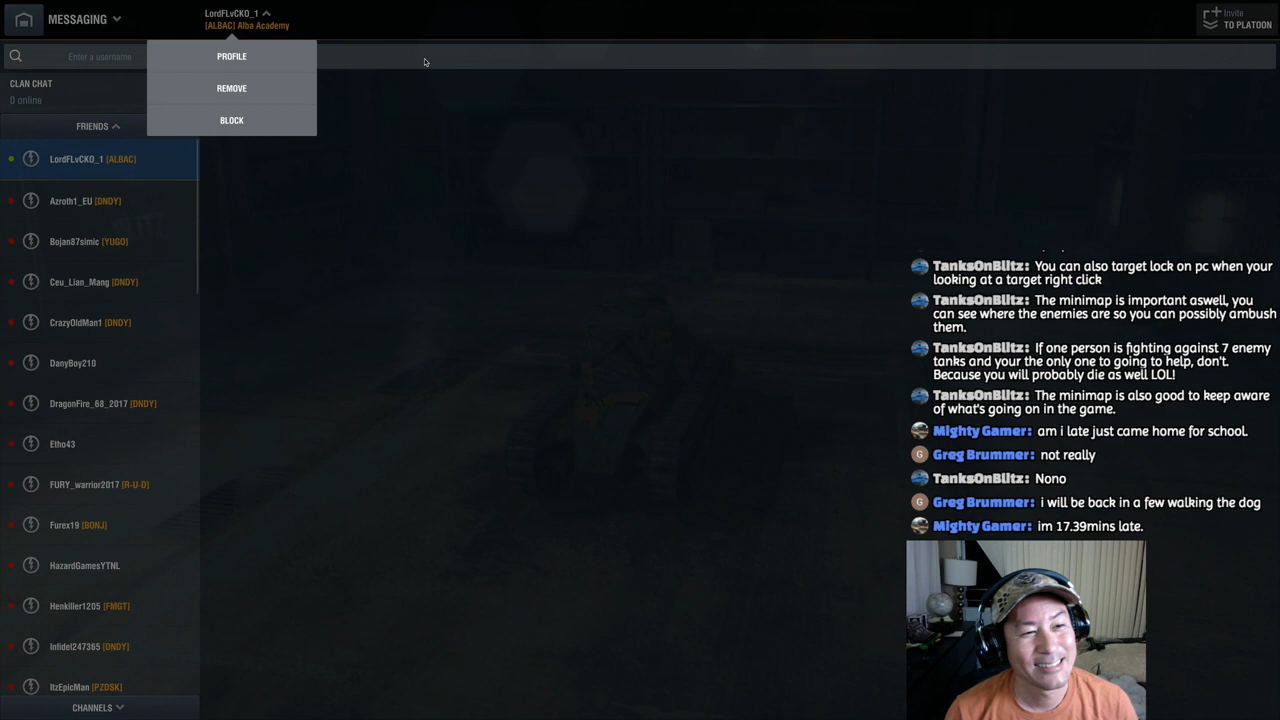 MESSAGING
LordFLvCKO_1
[ALBAC] Alba Academy
Invite
TO PLATOON
Enter a username
PROFILE
REMOVE
BLOCK
CLAN CHAT
0 online
FRIENDS
LordFLvCKO_1 [ALBAC]
Azroth1_EU [DNDY]
Bojan87simic [YUGO]
Ceu_Lian_Mang [DNDY]
CrazyOldMan1 [DNDY]
DanyBoy210
DragonFire_68_2017 [DNDY]
Etho43
FURY_warrior2017 [R-U-D]
Furex19 [BONJ]
HazardGamesYTNL
Henkiller1205 [FMGT]
Infidel247365 [DNDY]
ItzEpicMan [PZDSK]
CHANNELS
TanksOnBlitz: You can also target lock on pc when your
looking at a target right click
TanksOnBlitz: The minimap is important aswell, you
can see where the enemies are so you can possibly ambush
them.
TanksOnBlitz: If one person is fighting against 7 enemy
tanks and your the only one to going to help, don't.
Because you will probably die as well LOL!
TanksOnBlitz: The minimap is also good to keep aware
of what's going on in the game.
Mighty Gamer: am i late just came home for school.
G Greg Brummer: not really
TanksOnBlitz: Nono
G Greg Brummer: i will be back in a few walking the dog
Mighty Gamer: im 17.39mins late.